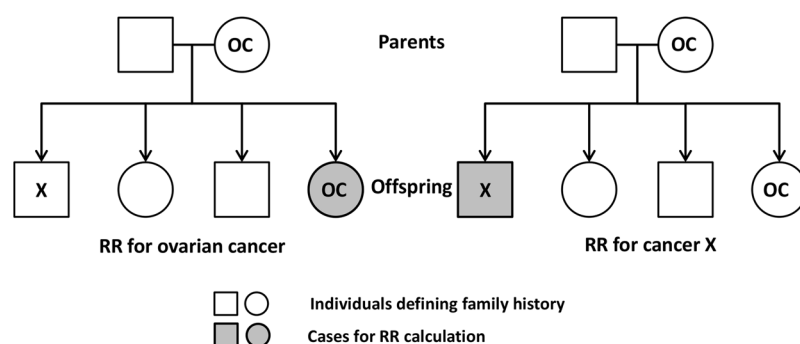 OC
Parents
OC
X
OC
Offspring
X
OC
RR for ovarian cancer
RR for cancer X
Individuals defining family history
Cases for RR calculation